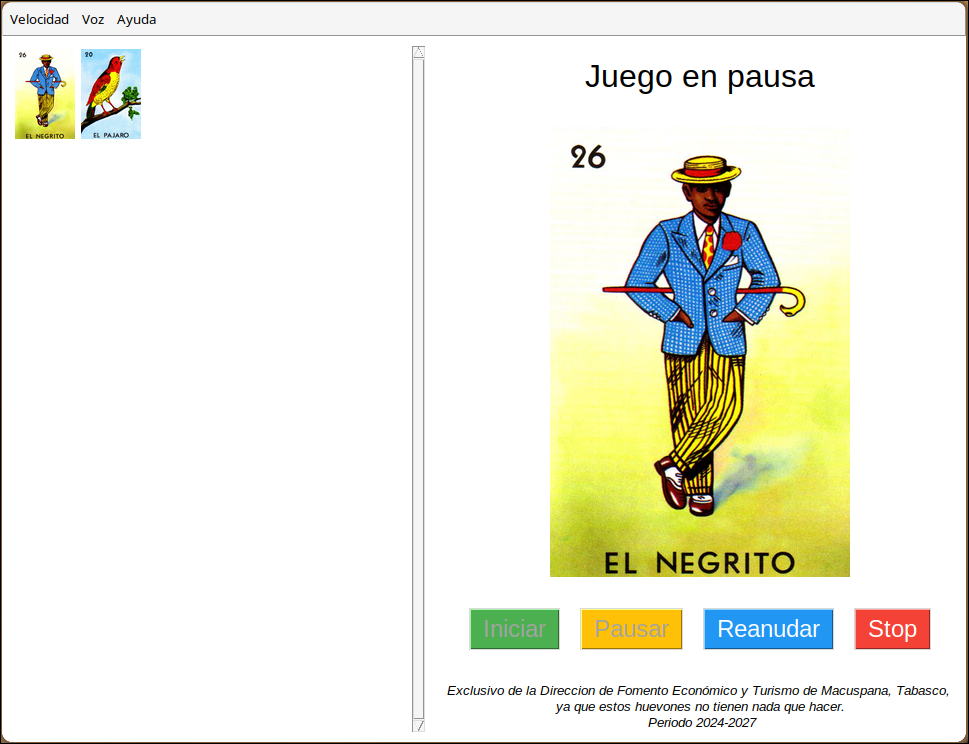 Velocidad Voz Ayuda
26
EL NEGRITO
20
EL PAJARO
Juego en pausa
26
EL NEGRITO
Iniciar Pausar Reanudar Stop
Exclusivo de la Direccion de Fomento Económico y Turismo de Macuspana, Tabasco,
ya que estos huevones no tienen nada que hacer.
Periodo 2024-2027